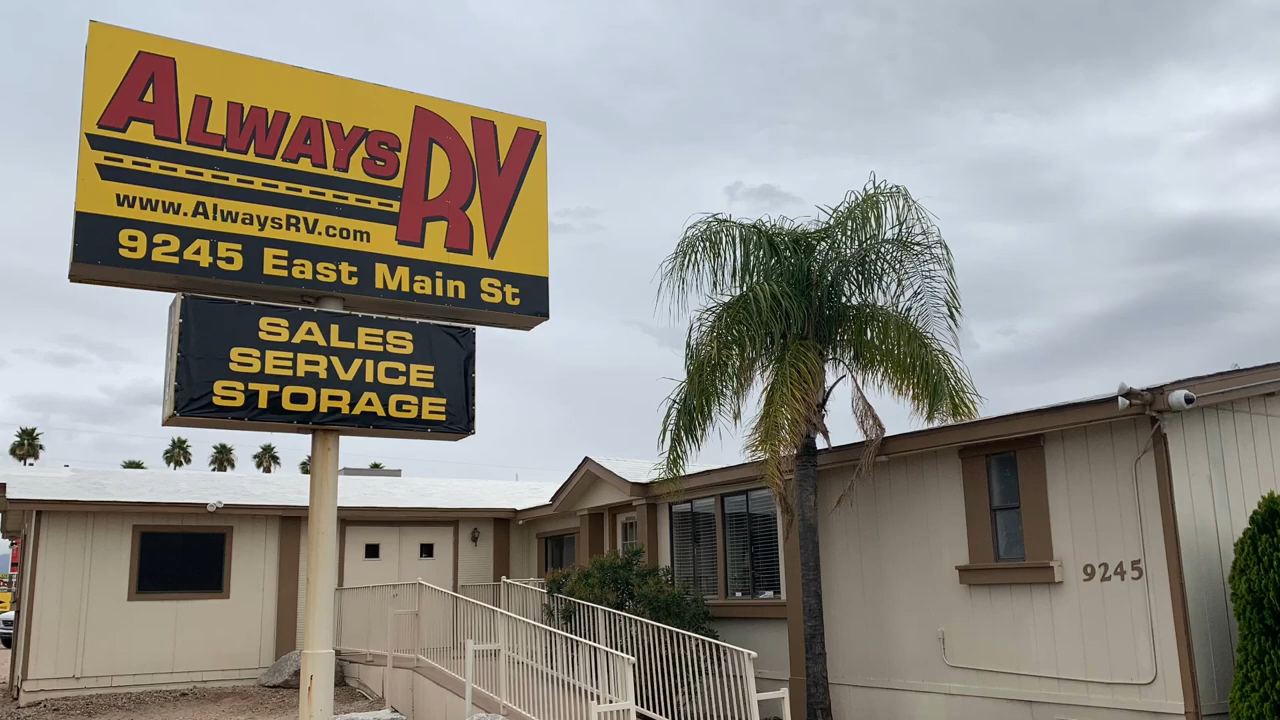 ALWAYS RV
www.AlwaysRV.com
9245 East Main St
SALES
SERVICE
STORAGE
9245